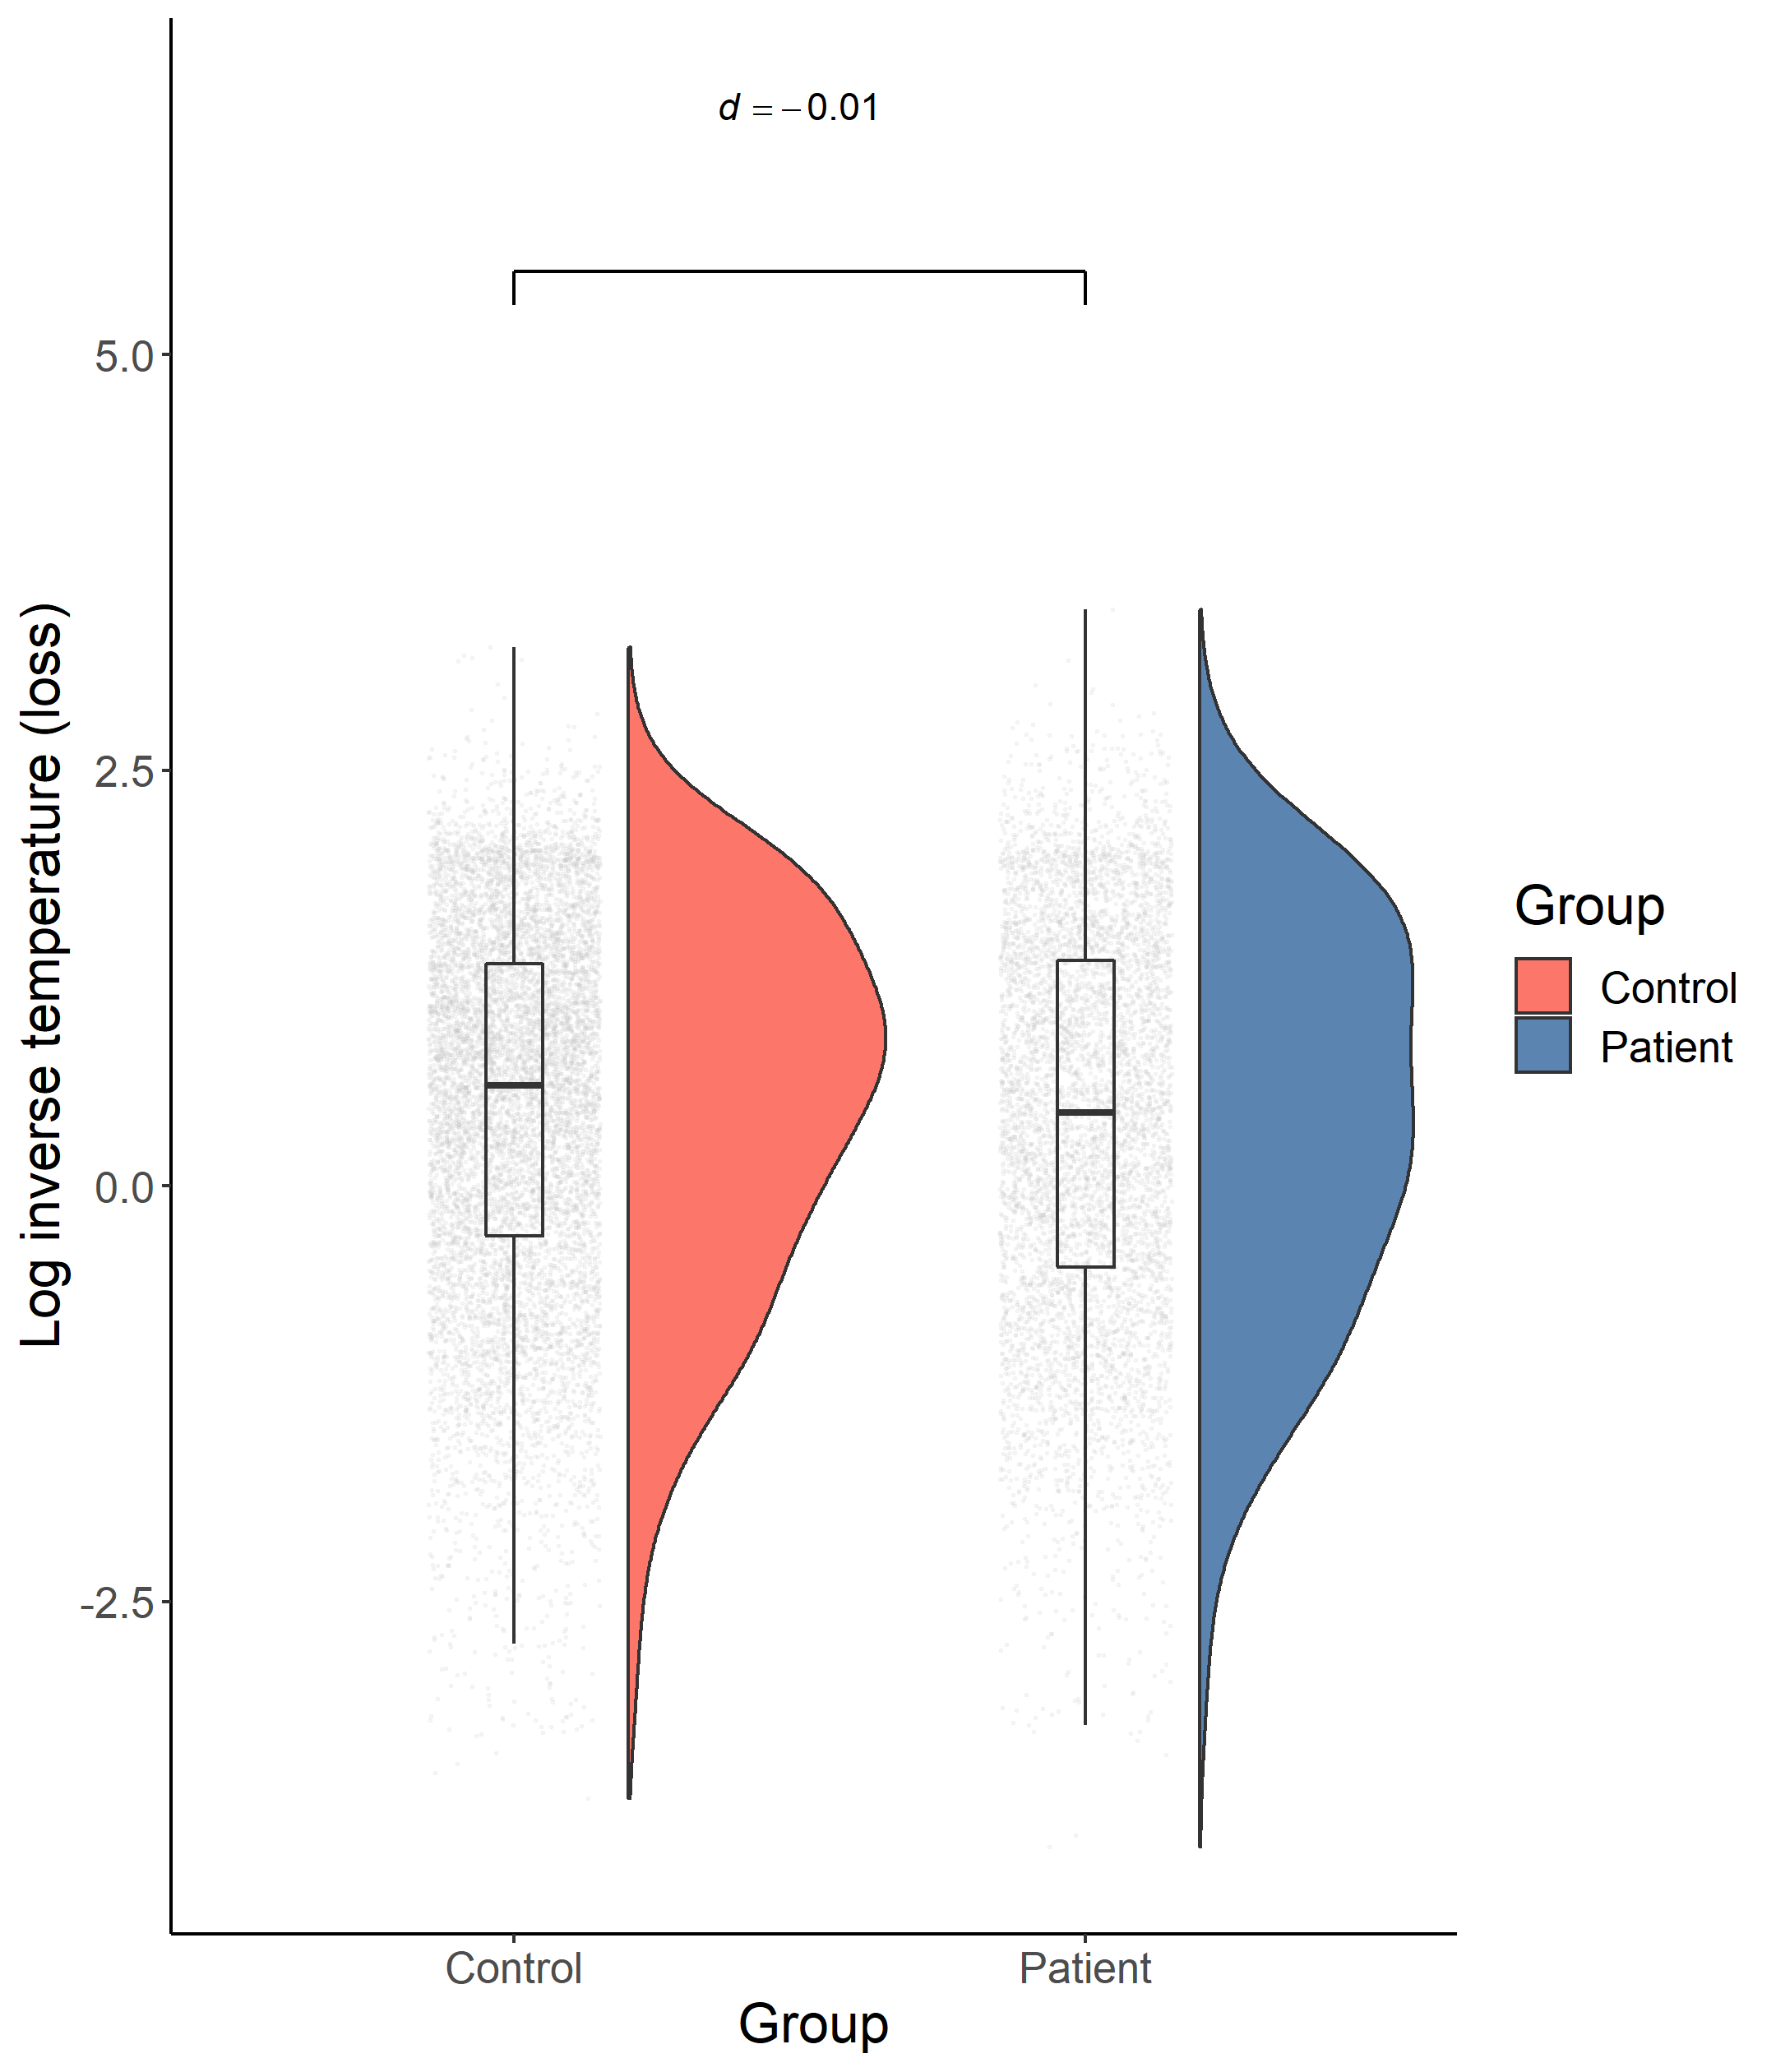 d = −0.01
5.0
2.5
0.0
-2.5
Log inverse temperature (loss)
Control
Patient
Group
Group
Control
Patient